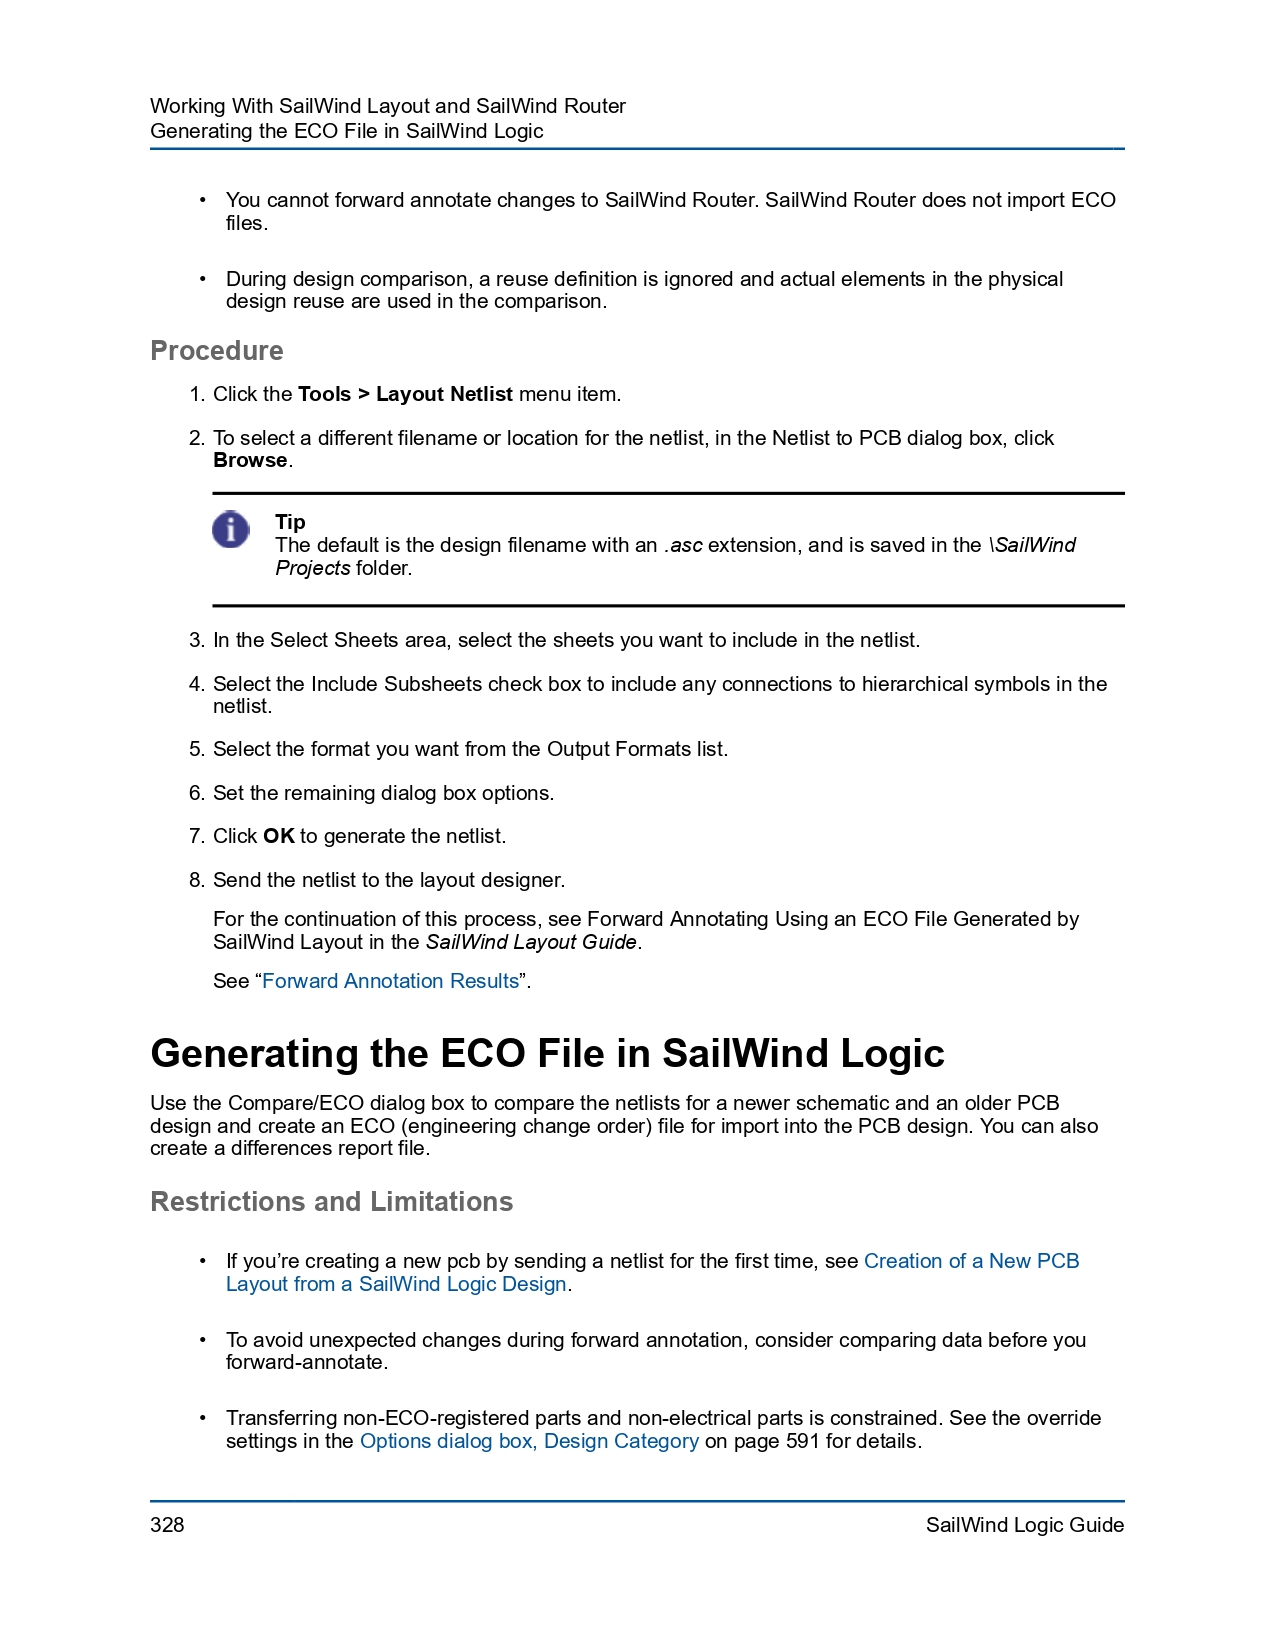 Working With SailWind Layout and SailWind Router
Generating the ECO File in SailWind Logic
• You cannot forward annotate changes to SailWind Router. SailWind Router does not import ECO
files.
• During design comparison, a reuse definition is ignored and actual elements in the physical
design reuse are used in the comparison.
Procedure
1. Click the Tools > Layout Netlist menu item.
2. To select a different filename or location for the netlist, in the Netlist to PCB dialog box, click
Browse.
Tip
The default is the design filename with an .asc extension, and is saved in the \SailWind
Projects folder.
3. In the Select Sheets area, select the sheets you want to include in the netlist.
4. Select the Include Subsheets check box to include any connections to hierarchical symbols in the
netlist.
5. Select the format you want from the Output Formats list.
6. Set the remaining dialog box options.
7. Click OK to generate the netlist.
8. Send the netlist to the layout designer.
For the continuation of this process, see Forward Annotating Using an ECO File Generated by
SailWind Layout in the SailWind Layout Guide.
See “Forward Annotation Results”.
Generating the ECO File in SailWind Logic
Use the Compare/ECO dialog box to compare the netlists for a newer schematic and an older PCB
design and create an ECO (engineering change order) file for import into the PCB design. You can also
create a differences report file.
Restrictions and Limitations
• If you’re creating a new pcb by sending a netlist for the first time, see Creation of a New PCB
Layout from a SailWind Logic Design.
• To avoid unexpected changes during forward annotation, consider comparing data before you
forward-annotate.
• Transferring non-ECO-registered parts and non-electrical parts is constrained. See the override
settings in the Options dialog box, Design Category on page 591 for details.
328
SailWind Logic Guide